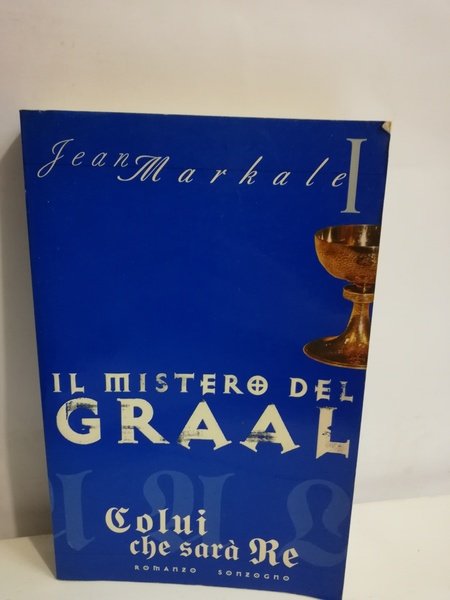 Jean Markale
I
IL MISTERO DEL
GRAAL
Colui
che sarà Re
ROMANZO SONZOGNO